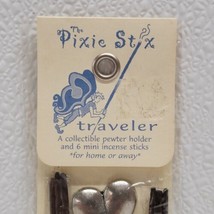 The
Pixie Stix
traveler
A collectible pewter holder
and 6 mini incense sticks
"for home or away"